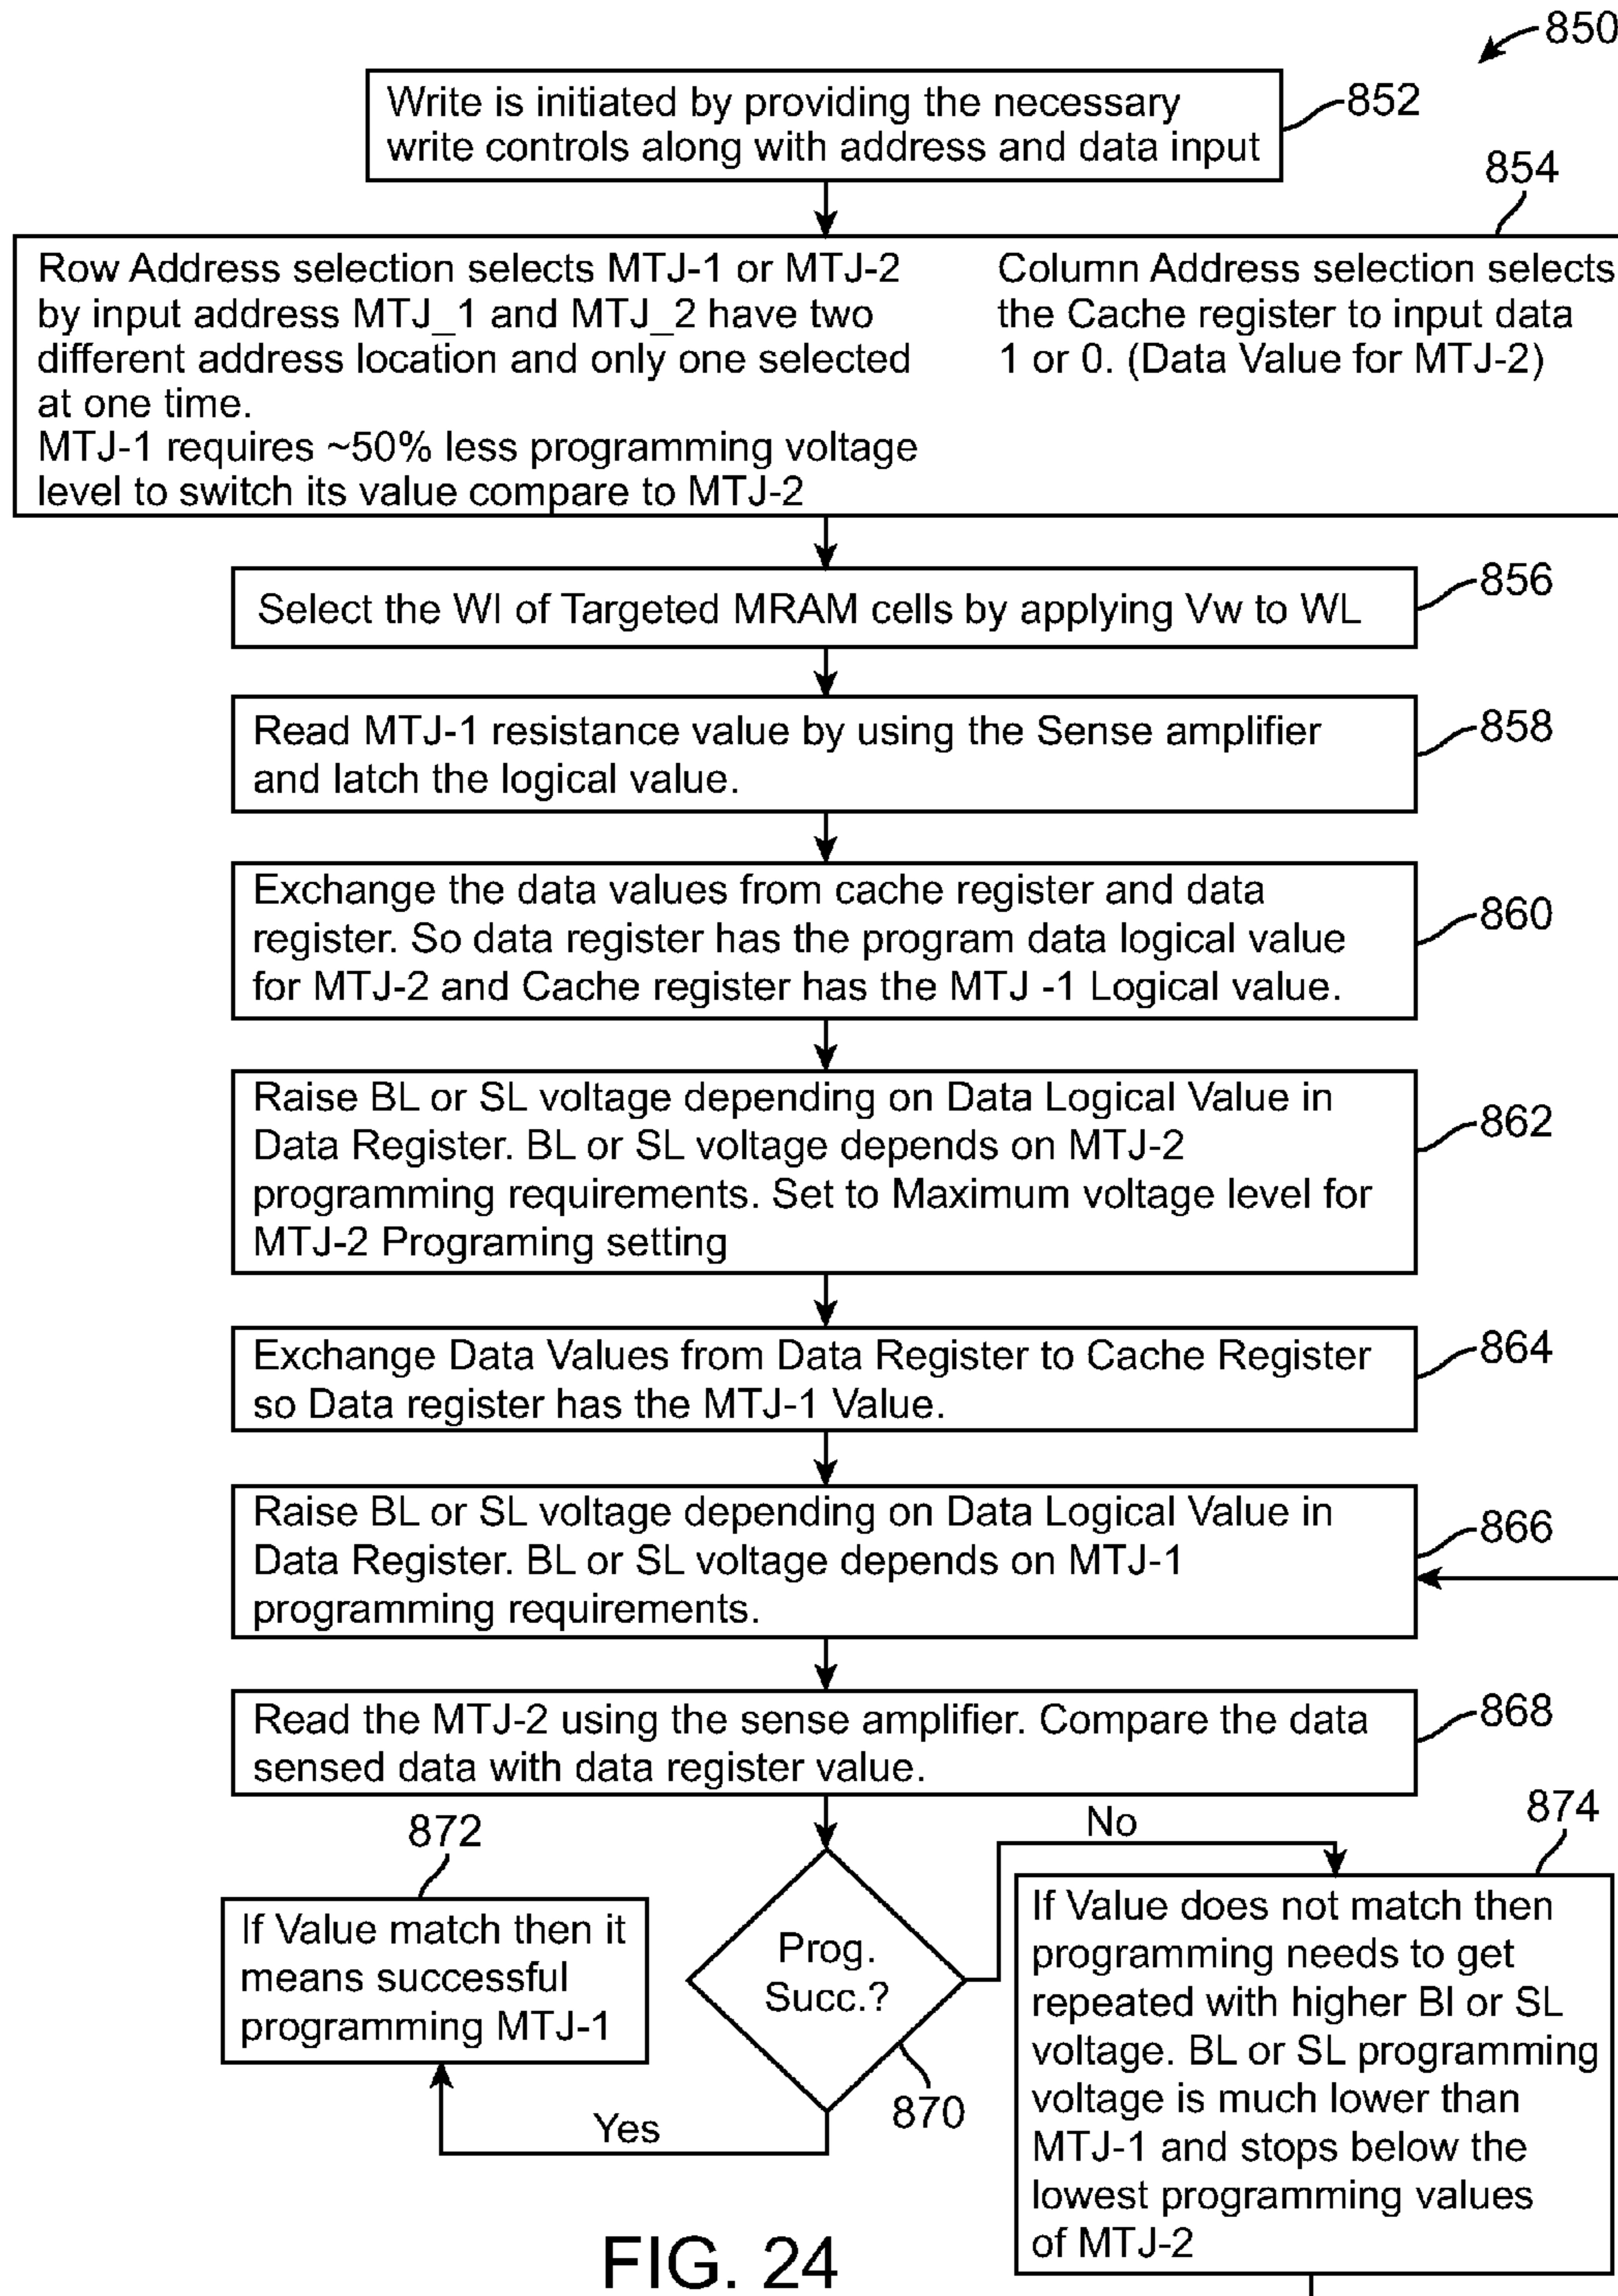 850
Write is initiated by providing the necessary
write controls along with address and data input
852
854
Row Address selection selects MTJ-1 or MTJ-2
by input address MTJ_1 and MTJ_2 have two
different address location and only one selected
at one time.
MTJ-1 requires ~50% less programming voltage
level to switch its value compare to MTJ-2
Column Address selection selects
the Cache register to input data
1 or 0. (Data Value for MTJ-2)
Select the Wl of Targeted MRAM cells by applying Vw to WL
856
Read MTJ-1 resistance value by using the Sense amplifier
and latch the logical value.
858
Exchange the data values from cache register and data
register. So data register has the program data logical value
for MTJ-2 and Cache register has the MTJ -1 Logical value.
860
Raise BL or SL voltage depending on Data Logical Value in
Data Register. BL or SL voltage depends on MTJ-2
programming requirements. Set to Maximum voltage level for
MTJ-2 Programing setting
862
Exchange Data Values from Data Register to Cache Register
so Data register has the MTJ-1 Value.
864
Raise BL or SL voltage depending on Data Logical Value in
Data Register. BL or SL voltage depends on MTJ-1
programming requirements.
866
Read the MTJ-2 using the sense amplifier. Compare the data
sensed data with data register value.
868
872
If Value match then it
means successful
programming MTJ-1
Prog.
Succ.?
870
Yes
No
874
If Value does not match then
programming needs to get
repeated with higher Bl or SL
voltage. BL or SL programming
voltage is much lower than
MTJ-1 and stops below the
lowest programming values
of MTJ-2
FIG. 24